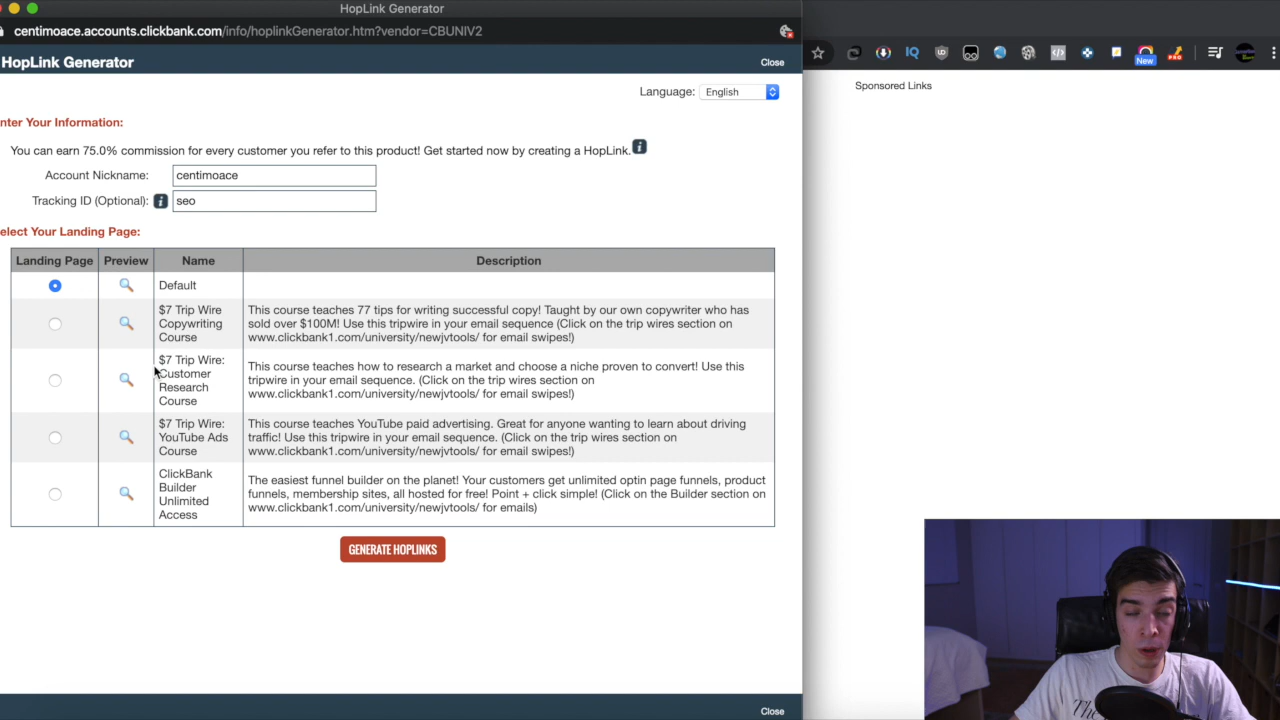 HopLink Generator
centimoace.accounts.clickbank.com/info/hoplinkGenerator.htm?vendor=CBUNIV2
HopLink Generator
Close
Language: English
nter Your Information:
You can earn 75.0% commission for every customer you refer to this product! Get started now by creating a HopLink.
Account Nickname: centimoace
Tracking ID (Optional): seo
elect Your Landing Page:
Landing Page Preview Name Description
Default
$7 Trip Wire
Copywriting
Course
This course teaches 77 tips for writing successful copy! Taught by our own copywriter who has
sold over $100M! Use this tripwire in your email sequence (Click on the trip wires section on
www.clickbank1.com/university/newjvtools/ for email swipes!)
$7 Trip Wire:
Customer
Research
Course
This course teaches how to research a market and choose a niche proven to convert! Use this
tripwire in your email sequence. (Click on the trip wires section on
www.clickbank1.com/university/newjvtools/ for email swipes!)
$7 Trip Wire:
YouTube Ads
Course
This course teaches YouTube paid advertising. Great for anyone wanting to learn about driving
traffic! Use this tripwire in your email sequence. (Click on the trip wires section on
www.clickbank1.com/university/newjvtools/ for email swipes!)
ClickBank
Builder
Unlimited
Access
The easiest funnel builder on the planet! Your customers get unlimited optin page funnels, product
funnels, membership sites, all hosted for free! Point + click simple! (Click on the Builder section on
www.clickbank1.com/university/newjvtools/ for emails)
GENERATE HOPLINKS
Close
IQ
New
PRO
Sponsored Links